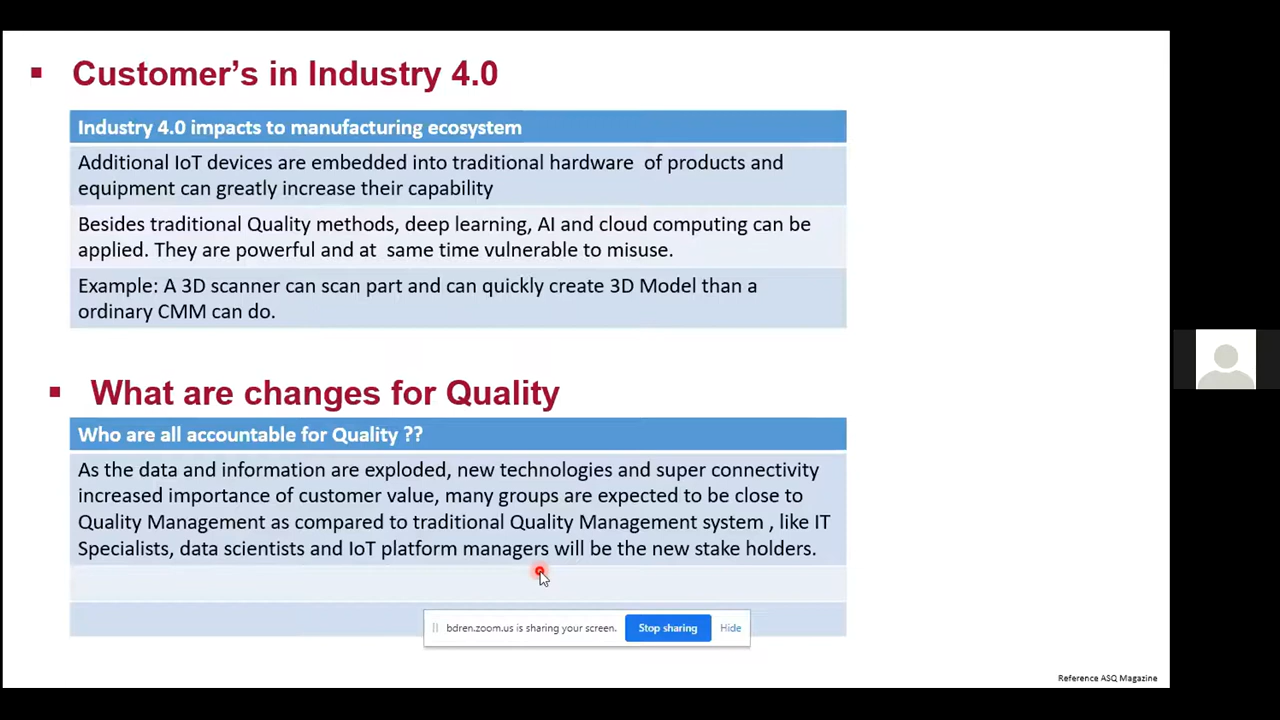 Customer's in Industry 4.0
Industry 4.0 impacts to manufacturing ecosystem
Additional IoT devices are embedded into traditional hardware of products and
equipment can greatly increase their capability
Besides traditional Quality methods, deep learning, AI and cloud computing can be
applied. They are powerful and at same time vulnerable to misuse.
Example: A 3D scanner can scan part and can quickly create 3D Model than a
ordinary CMM can do.
What are changes for Quality
Who are all accountable for Quality ??
As the data and information are exploded, new technologies and super connectivity
increased importance of customer value, many groups are expected to be close to
Quality Management as compared to traditional Quality Management system , like IT
Specialists, data scientists and IoT platform managers will be the new stake holders.
bdren.zoom.us is sharing your screen. Stop sharing Hide
Reference ASQ Magazine